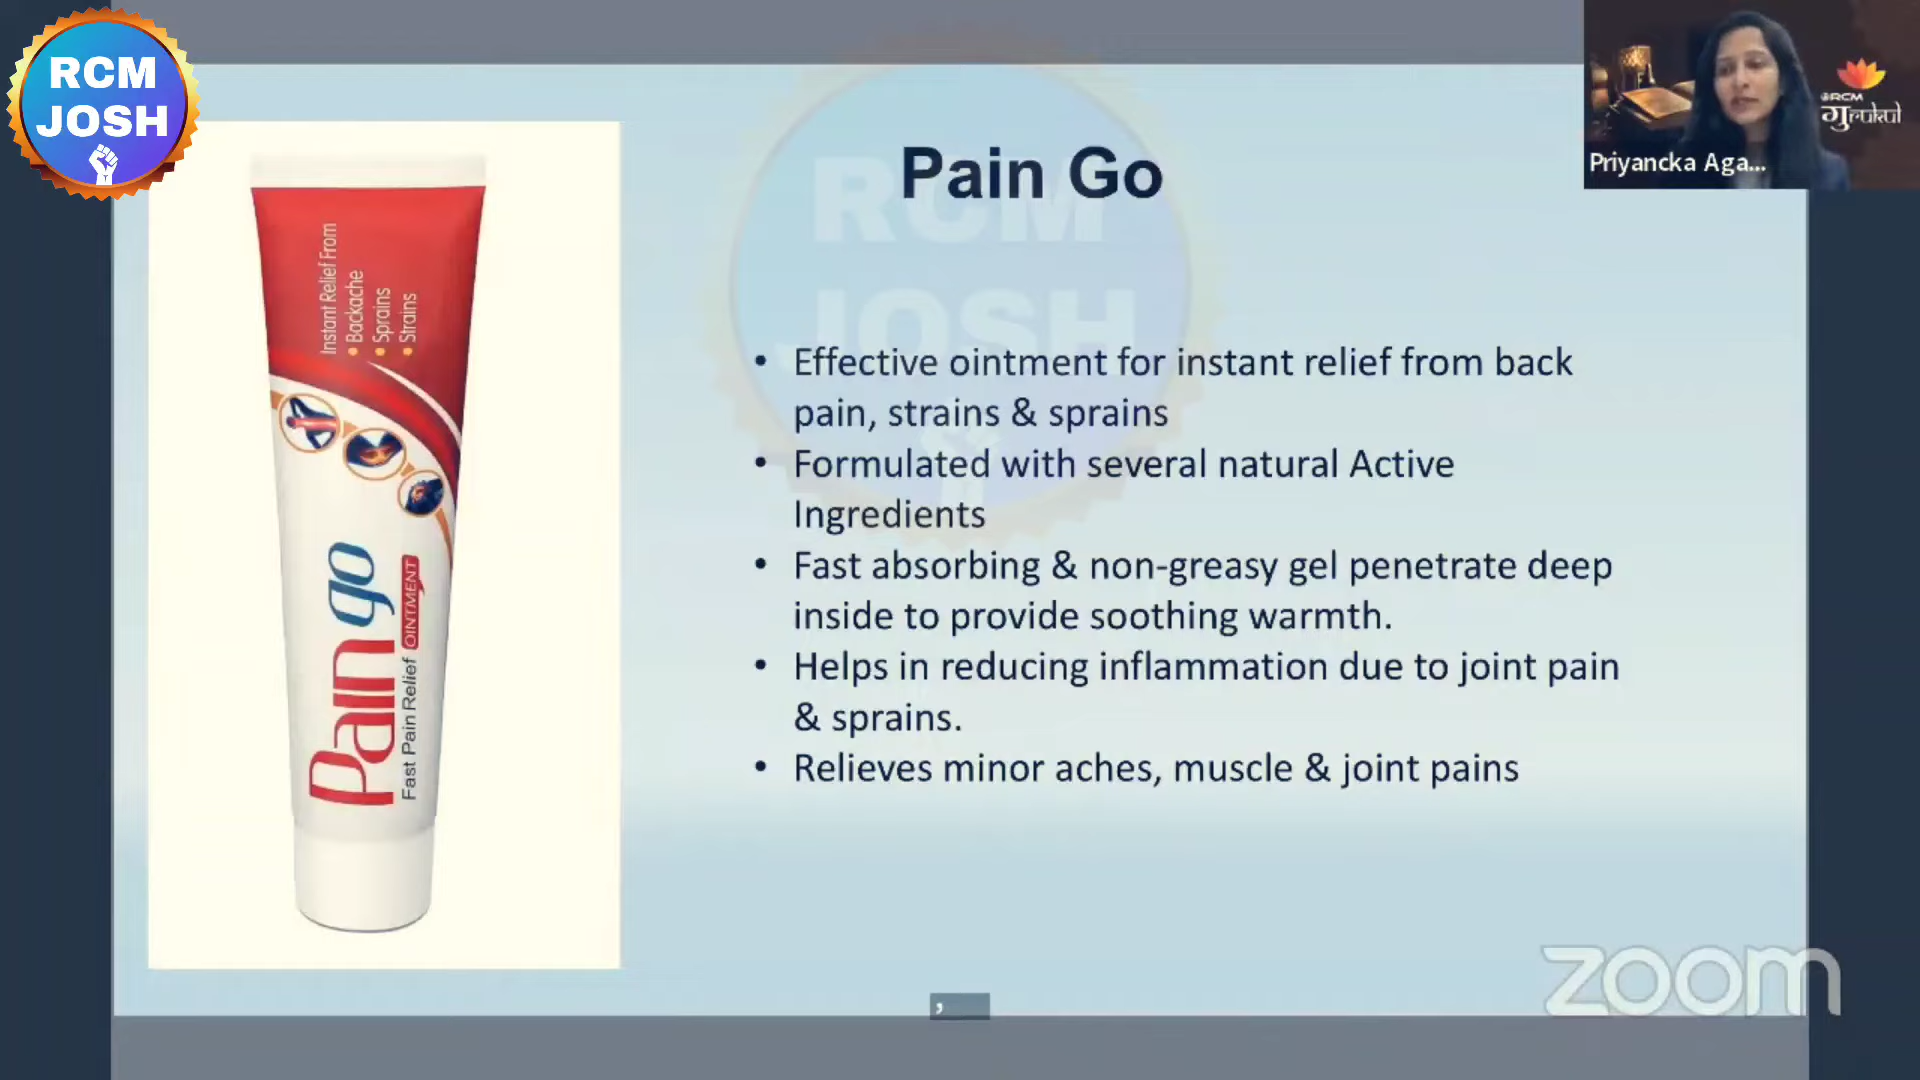 RCM
JOSH
Pain Go
RCM
JOSH
Priyancka Aga...
RCM
गुrukul
Instant Relief From
• Backache
• Sprains
• Strains
Pain go
Fast Pain Relief OINTMENT
• Effective ointment for instant relief from back
pain, strains & sprains
• Formulated with several natural Active
Ingredients
• Fast absorbing & non-greasy gel penetrate deep
inside to provide soothing warmth.
• Helps in reducing inflammation due to joint pain
& sprains.
• Relieves minor aches, muscle & joint pains
,
zoom